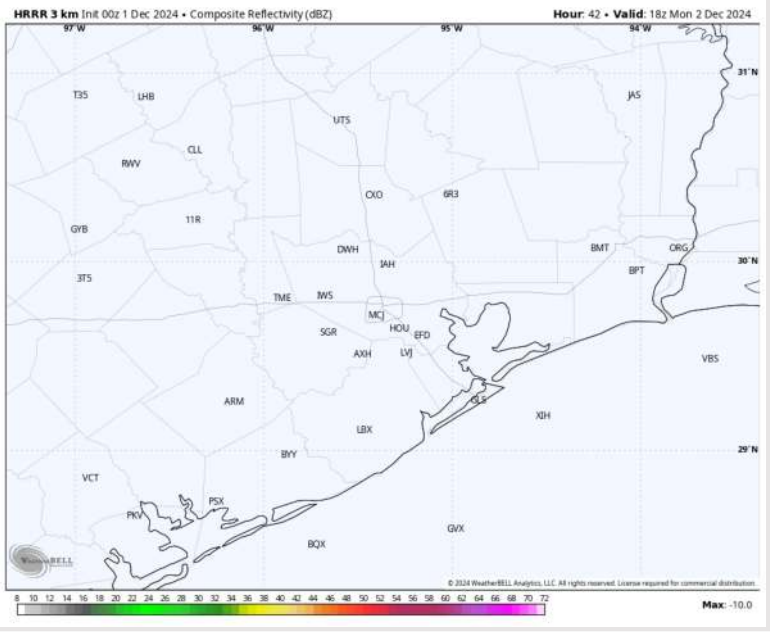 HRRR 3 km Init 00z 1 Dec 2024 • Composite Reflectivity (dBZ)
Hour: 42 • Valid: 18z Mon 2 Dec 2024
97°W 96°W 95°W 94°W
31°N
T35 LHB JAS
UTS
CLL
RWV
CXO 6R3
11R
GYB
DWH BMT ORG
IAH 30°N
3T5 BPT
TME IWS
MCJ
SGR HOU EFD
AXH LVJ VBS
ARM GLS
XIH
LBX
BYY 29°N
VCT
PSX
PKV
BQX GVX
WeatherBELL
© 2024 WeatherBELL Analytics, LLC. All rights reserved. License required for commercial distribution.
8 10 12 14 16 18 20 22 24 26 28 30 32 34 36 38 40 42 44 46 48 50 52 54 56 58 60 62 64 66 68 70 72
Max: -10.0